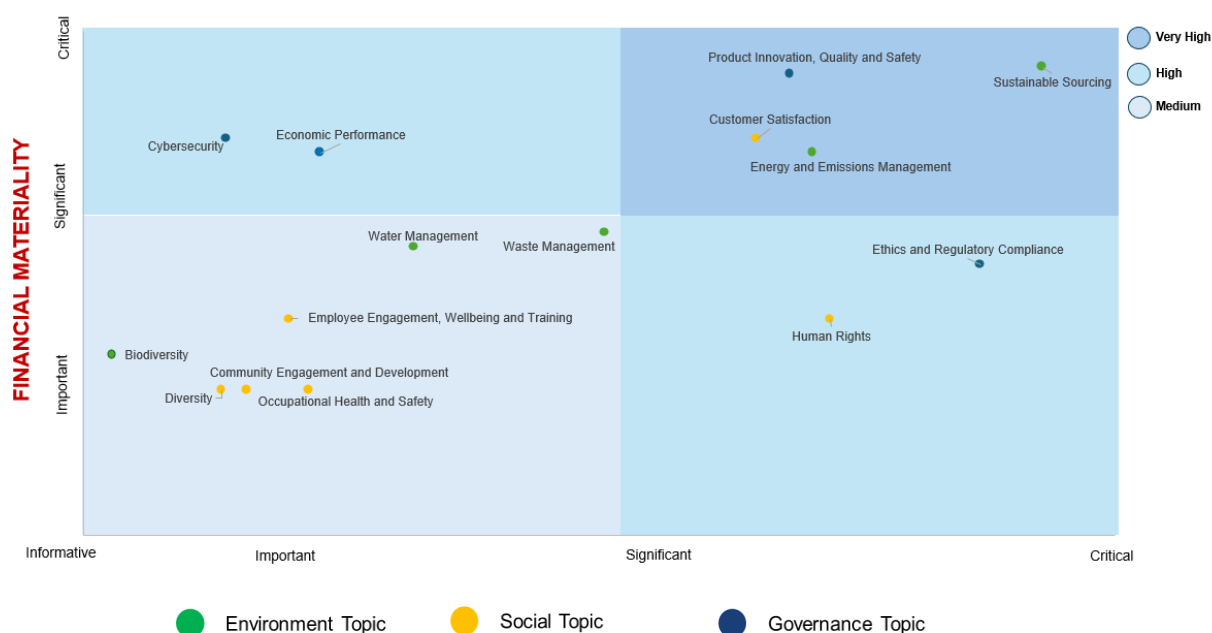 Critical
Very High
Product Innovation, Quality and Safety
High
Sustainable Sourcing
Medium
Customer Satisfaction
Economic Performance
Cybersecurity
Energy and Emissions Management
FINANCIAL MATERIALITY
Significant
Water Management
Waste Management
Ethics and Regulatory Compliance
Employee Engagement, Wellbeing and Training
Human Rights
Biodiversity
Important
Community Engagement and Development
Diversity
Occupational Health and Safety
Informative
Important
Significant
Critical
Environment Topic
Social Topic
Governance Topic